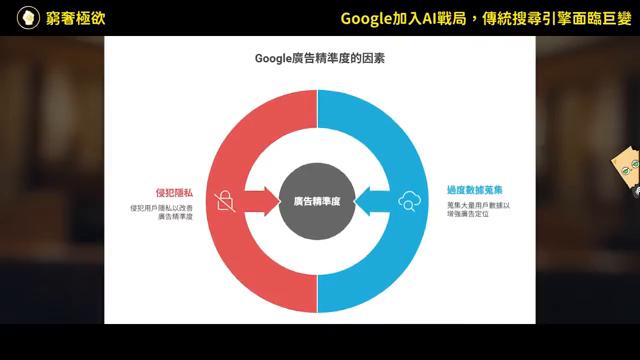 窮奢極欲
Google加入AI戰局，傳統搜尋引擎面臨巨變
Google廣告精準度的因素
侵犯隱私
侵犯用戶隱私以改善
廣告精準度
廣告精準度
過度數據蒐集
蒐集大量用戶數據以
增強廣告定位